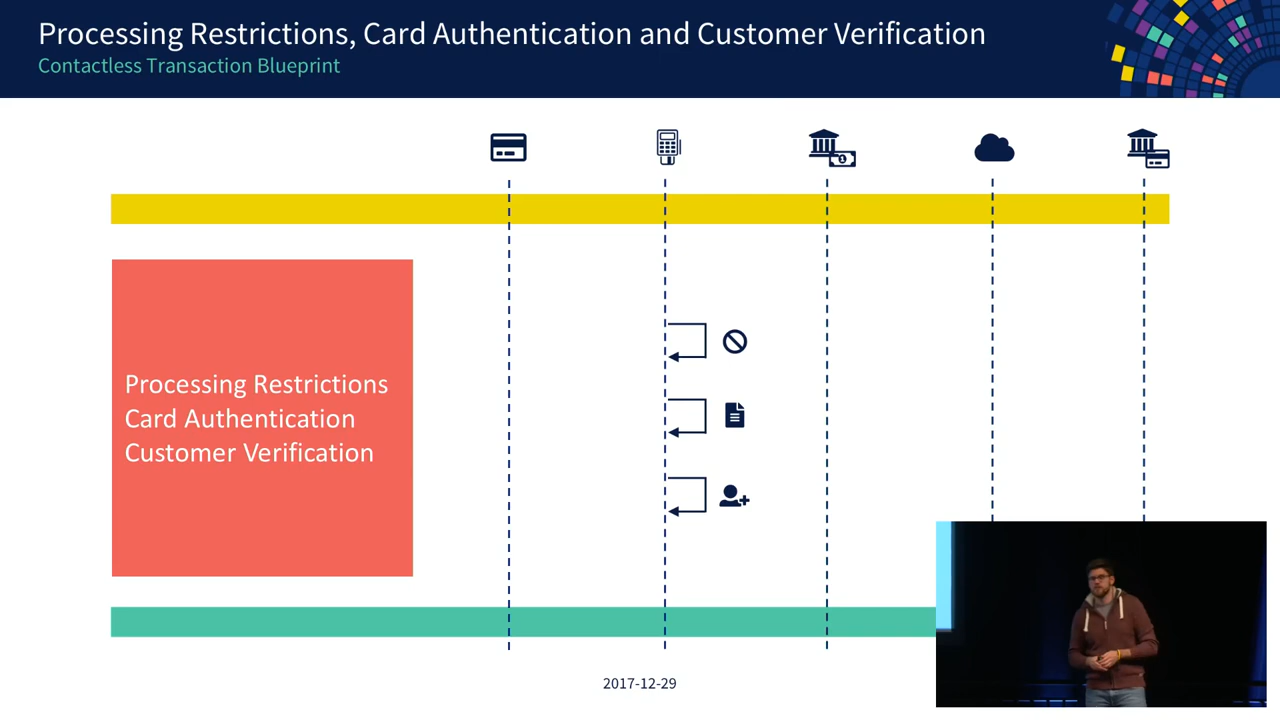 Processing Restrictions, Card Authentication and Customer Verification
Contactless Transaction Blueprint
Processing Restrictions
Card Authentication
Customer Verification
2017-12-29